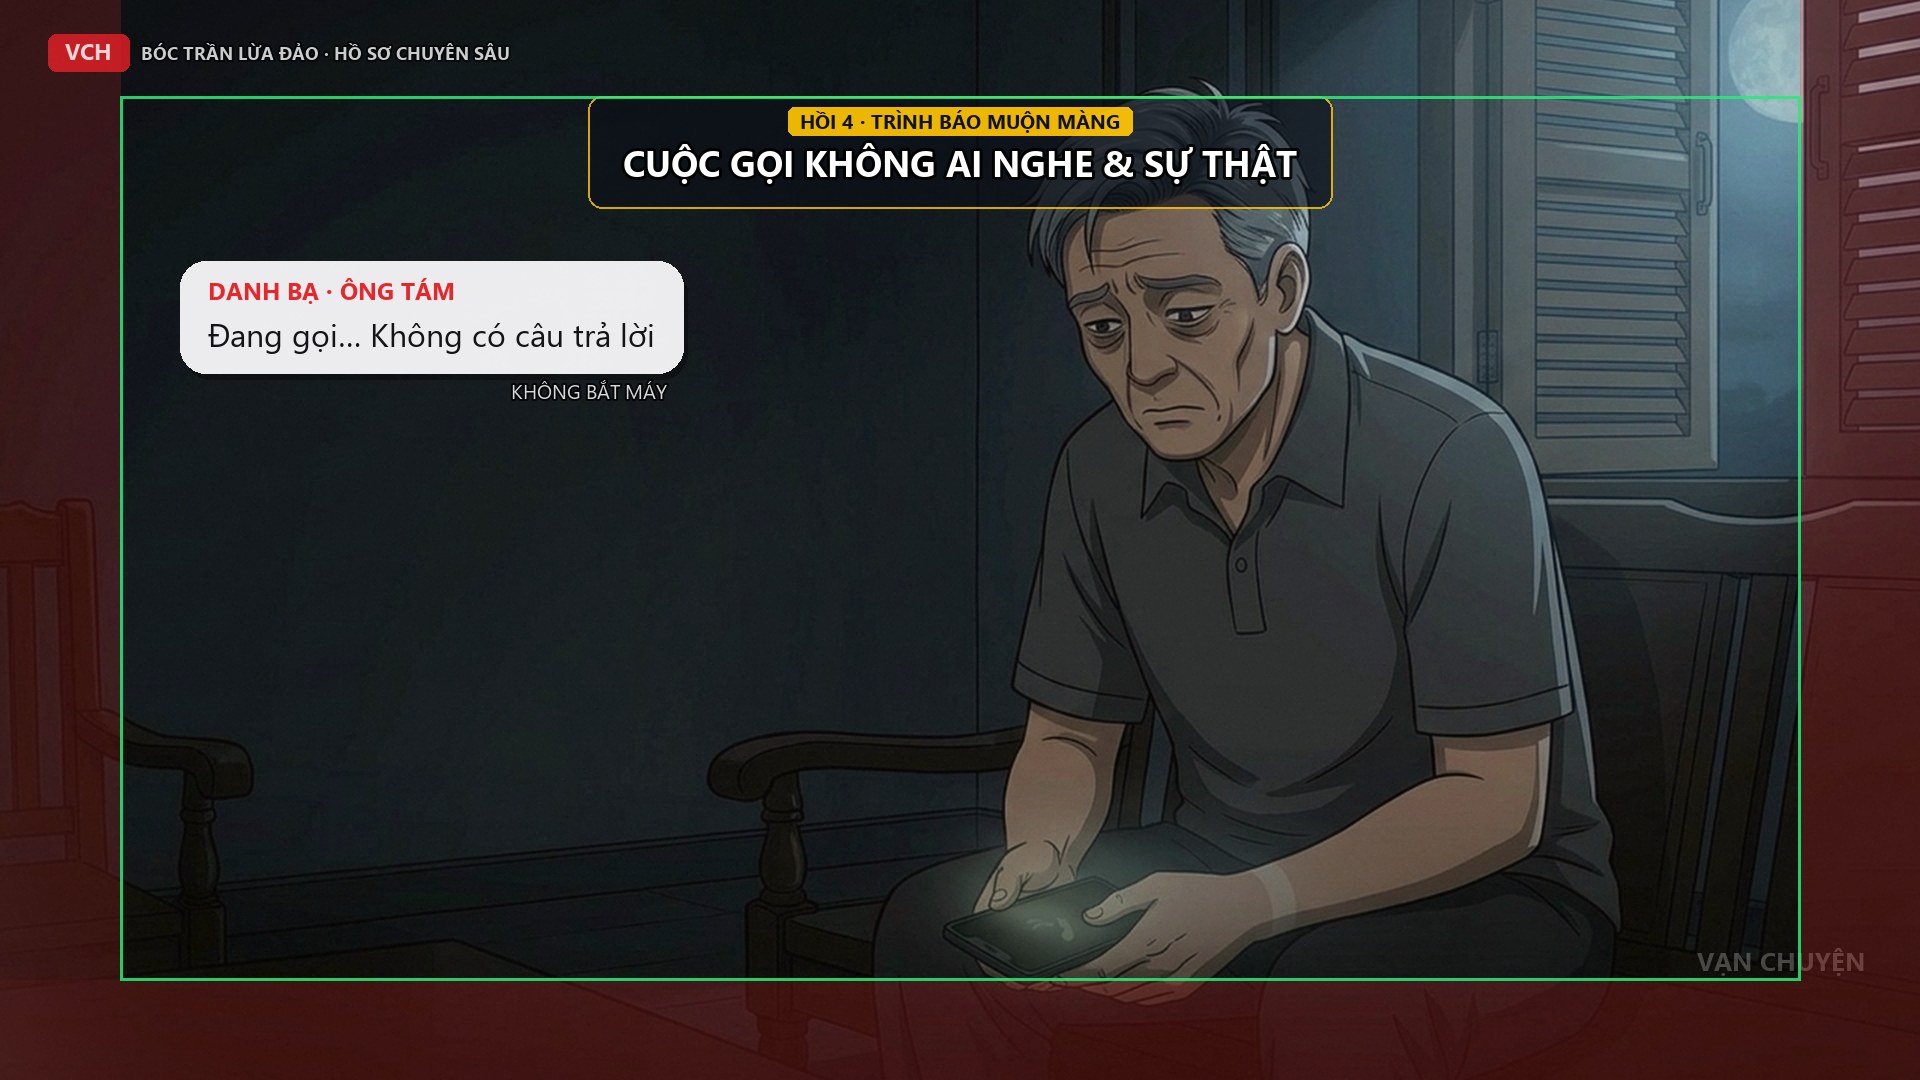 VCH
BÓC TRẦN LỪA ĐẢO · HỒ SƠ CHUYÊN SÂU
HỒI 4 · TRÌNH BÁO MUỘN MÀNG
CUỘC GỌI KHÔNG AI NGHE & SỰ THẬT
DANH BẠ · ÔNG TÁM
Đang gọi... Không có câu trả lời
KHÔNG BẮT MÁY
VẠN CHUYỆN